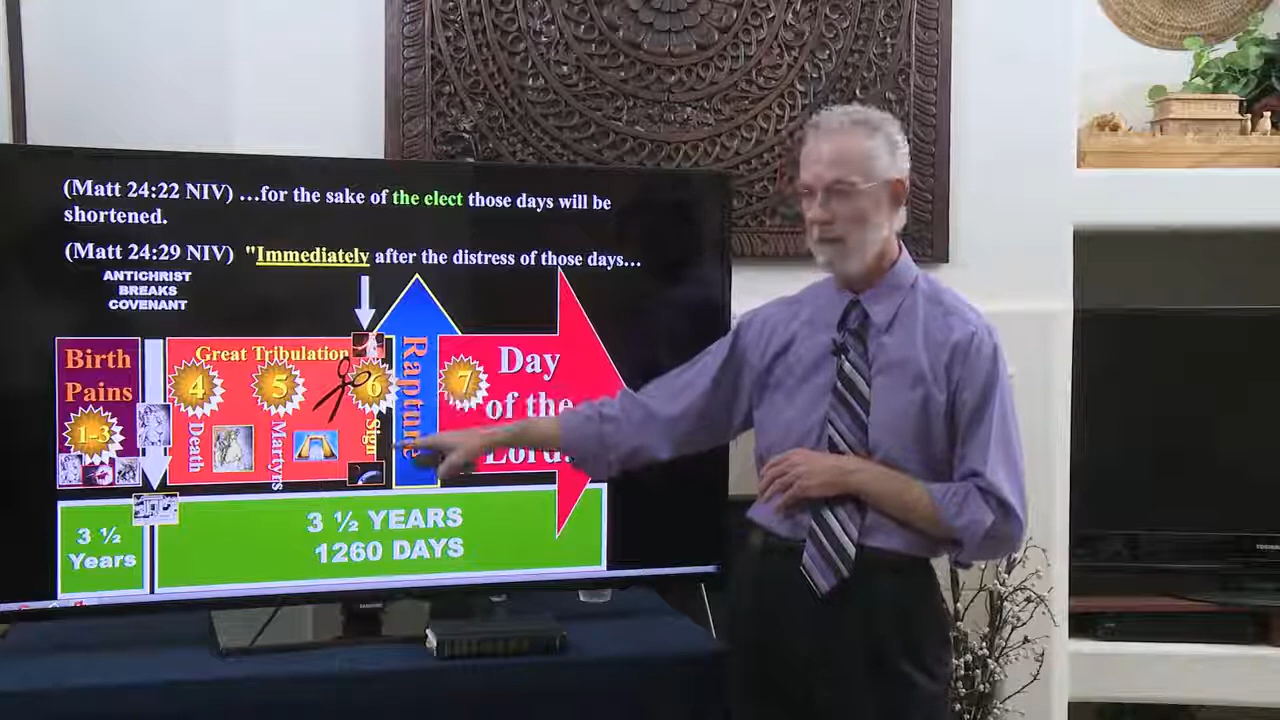 (Matt 24:22 NIV) …for the sake of the elect those days will be
shortened.
(Matt 24:29 NIV) "Immediately after the distress of those days…
ANTICHRIST
BREAKS
COVENANT
Birth
Pains
1-3
Great Tribulation
4
5
6
Death
Martyrs
Sign
Rapture
7
Day
of the
Lord
3 ½
Years
3 ½ YEARS
1260 DAYS
SAMSUNG
TOSHIBA